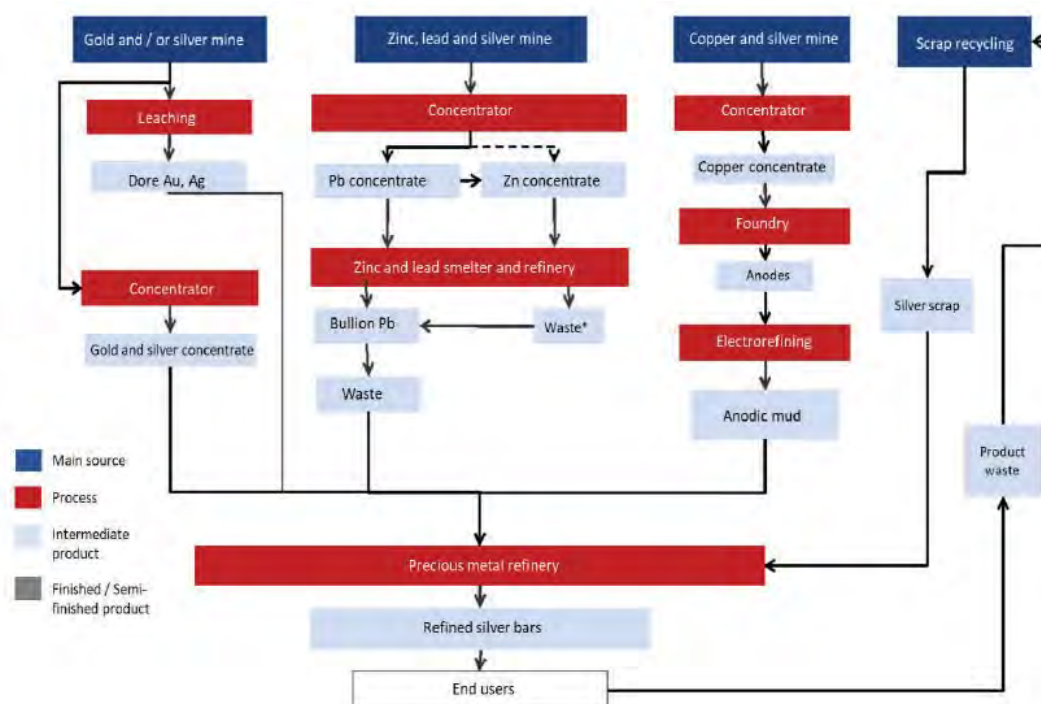 Gold and / or silver mine
Zinc, lead and silver mine
Copper and silver mine
Scrap recycling
Leaching
Concentrator
Concentrator
Dore Au, Ag
Pb concentrate
Zn concentrate
Copper concentrate
Foundry
Concentrator
Zinc and lead smelter and refinery
Anodes
Gold and silver concentrate
Bullion Pb
Waste*
Electrorefining
Silver scrap
Waste
Anodic mud
Product
waste
Main source
Process
Intermediate
product
Finished / Semi-
finished product
Precious metal refinery
Refined silver bars
End users